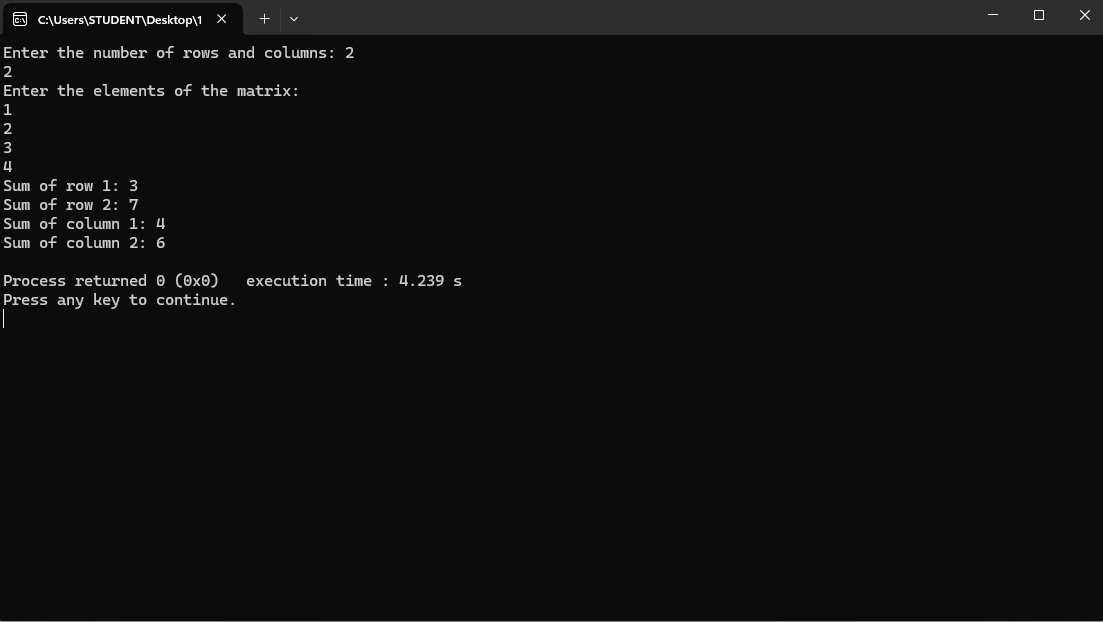 C:\Users\STUDENT\Desktop\1
Enter the number of rows and columns: 2
2
Enter the elements of the matrix:
1
2
3
4
Sum of row 1: 3
Sum of row 2: 7
Sum of column 1: 4
Sum of column 2: 6
Process returned 0 (0x0)   execution time : 4.239 s
Press any key to continue.